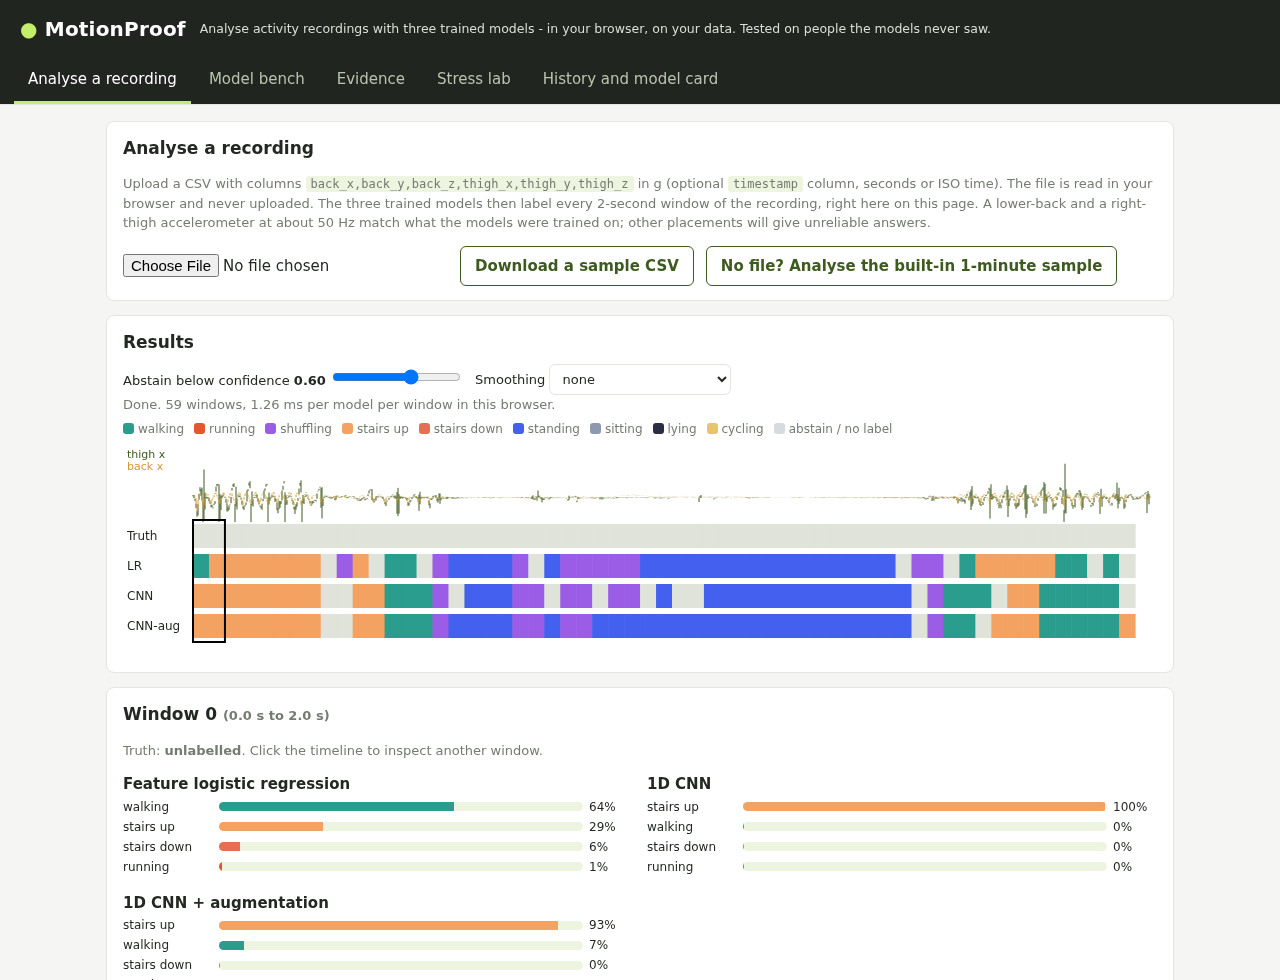 MotionProof
Analyse activity recordings with three trained models - in your browser, on your data. Tested on people the models never saw.
Analyse a recording
Model bench
Evidence
Stress lab
History and model card
Analyse a recording
Upload a CSV with columns back_x,back_y,back_z,thigh_x,thigh_y,thigh_z in g (optional timestamp column, seconds or ISO time). The file is read in your
browser and never uploaded. The three trained models then label every 2-second window of the recording, right here on this page. A lower-back and a right-
thigh accelerometer at about 50 Hz match what the models were trained on; other placements will give unreliable answers.
Choose File No file chosen
Download a sample CSV
No file? Analyse the built-in 1-minute sample
Results
Abstain below confidence 0.60
Smoothing none
Done. 59 windows, 1.26 ms per model per window in this browser.
walking running shuffling stairs up stairs down standing sitting lying cycling abstain / no label
thigh x
back x
Truth
LR
CNN
CNN-aug
Window 0 (0.0 s to 2.0 s)
Truth: unlabelled. Click the timeline to inspect another window.
Feature logistic regression
walking 64%
stairs up 29%
stairs down 6%
running 1%
1D CNN
stairs up 100%
walking 0%
stairs down 0%
running 0%
1D CNN + augmentation
stairs up 93%
walking 7%
stairs down 0%